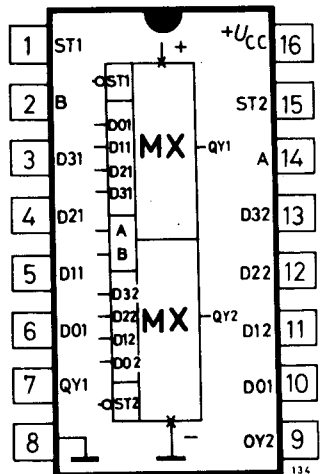 1 ST1
2 B
3 D31
4 D21
5 D11
6 D01
7 QY1
8
+
ST1
D01
D11
D21
D31
MX
QY1
A
B
D32
D22
D12
D02
MX
QY2
ST2
-
+UCC 16
ST2 15
A 14
D32 13
D22 12
D12 11
D01 10
OY2 9
134